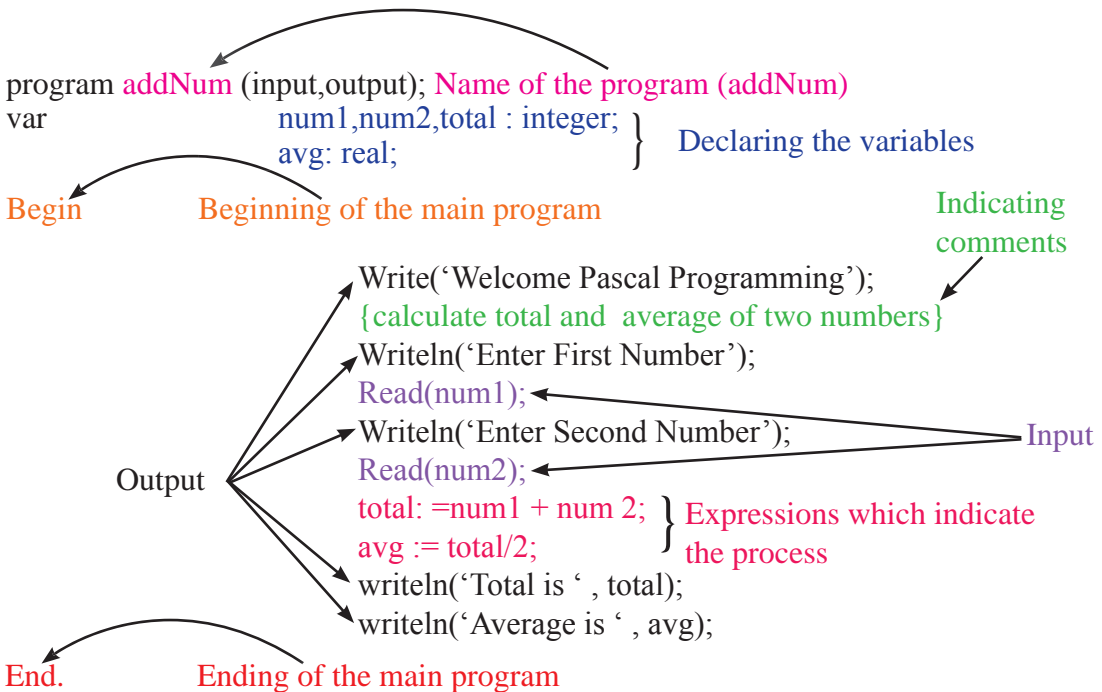 program addNum (input,output); Name of the program (addNum)
var num1,num2,total : integer;
avg: real;
} Declaring the variables
Begin Beginning of the main program
Indicating
comments
Write(‘Welcome Pascal Programming’);
{calculate total and average of two numbers}
Writeln(‘Enter First Number’);
Read(num1);
Writeln(‘Enter Second Number’);
Input
Read(num2);
Output
total: =num1 + num 2;
avg := total/2;
} Expressions which indicate
the process
writeln(‘Total is ‘ , total);
writeln(‘Average is ‘ , avg);
End. Ending of the main program